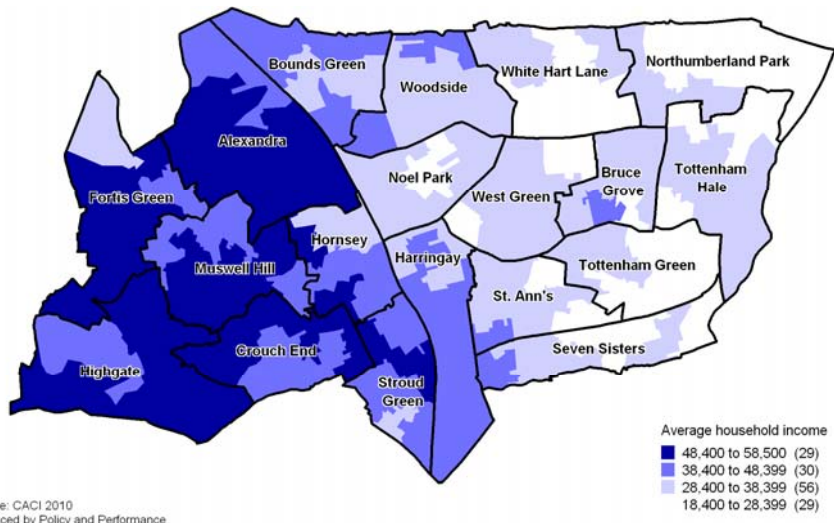 Bounds Green
Woodside
White Hart Lane
Northumberland Park
Alexandra
Noel Park
West Green
Bruce
Grove
Tottenham
Hale
Fortis Green
Muswell Hill
Hornsey
Harringay
St. Ann's
Tottenham Green
Highgate
Crouch End
Stroud
Green
Seven Sisters
Average household income
48,400 to 58,500 (29)
38,400 to 48,399 (30)
28,400 to 38,399 (56)
18,400 to 28,399 (29)
e: CACI 2010
ced by Policy and Performance